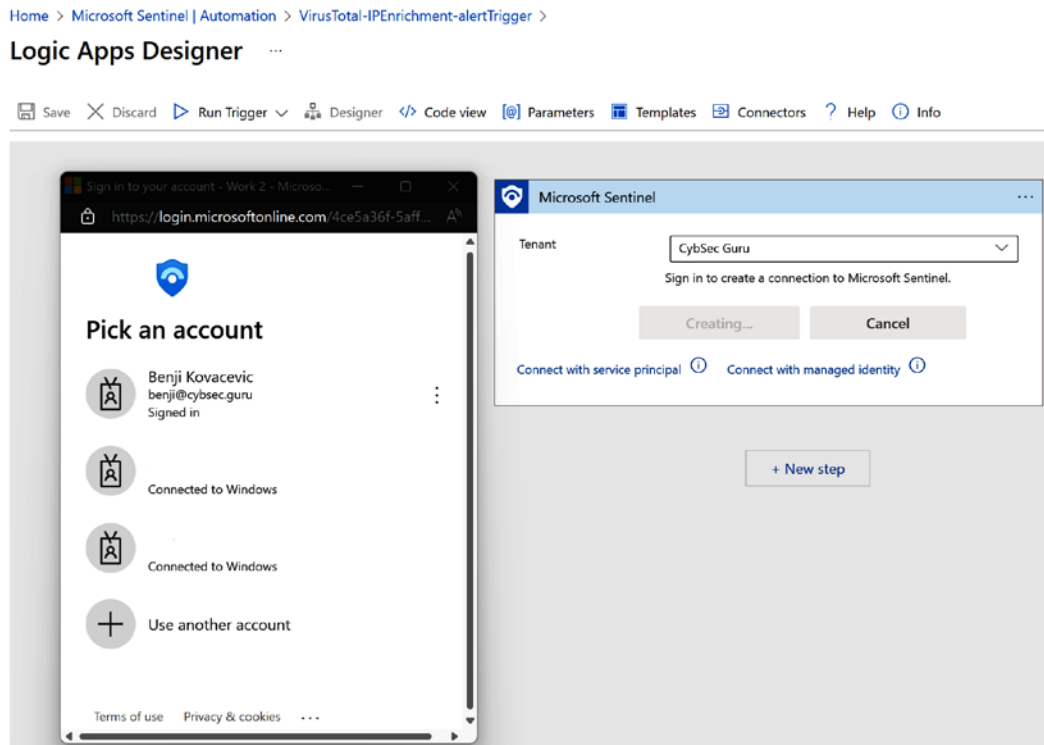 Home > Microsoft Sentinel | Automation > VirusTotal-IPEnrichment-alertTrigger >
Logic Apps Designer ...
Save Discard Run Trigger Designer </> Code view [@] Parameters Templates Connectors ? Help Info
Sign in to your account - Work 2 - Microso...
https://login.microsoftonline.com/4ce5a36f-5aff...
Pick an account
Benji Kovacevic
benji@cybsec.guru
Signed in
Connected to Windows
Connected to Windows
Use another account
Terms of use Privacy & cookies ...
Microsoft Sentinel ...
Tenant CybSec Guru
Sign in to create a connection to Microsoft Sentinel.
Creating... Cancel
Connect with service principal Connect with managed identity
+ New step